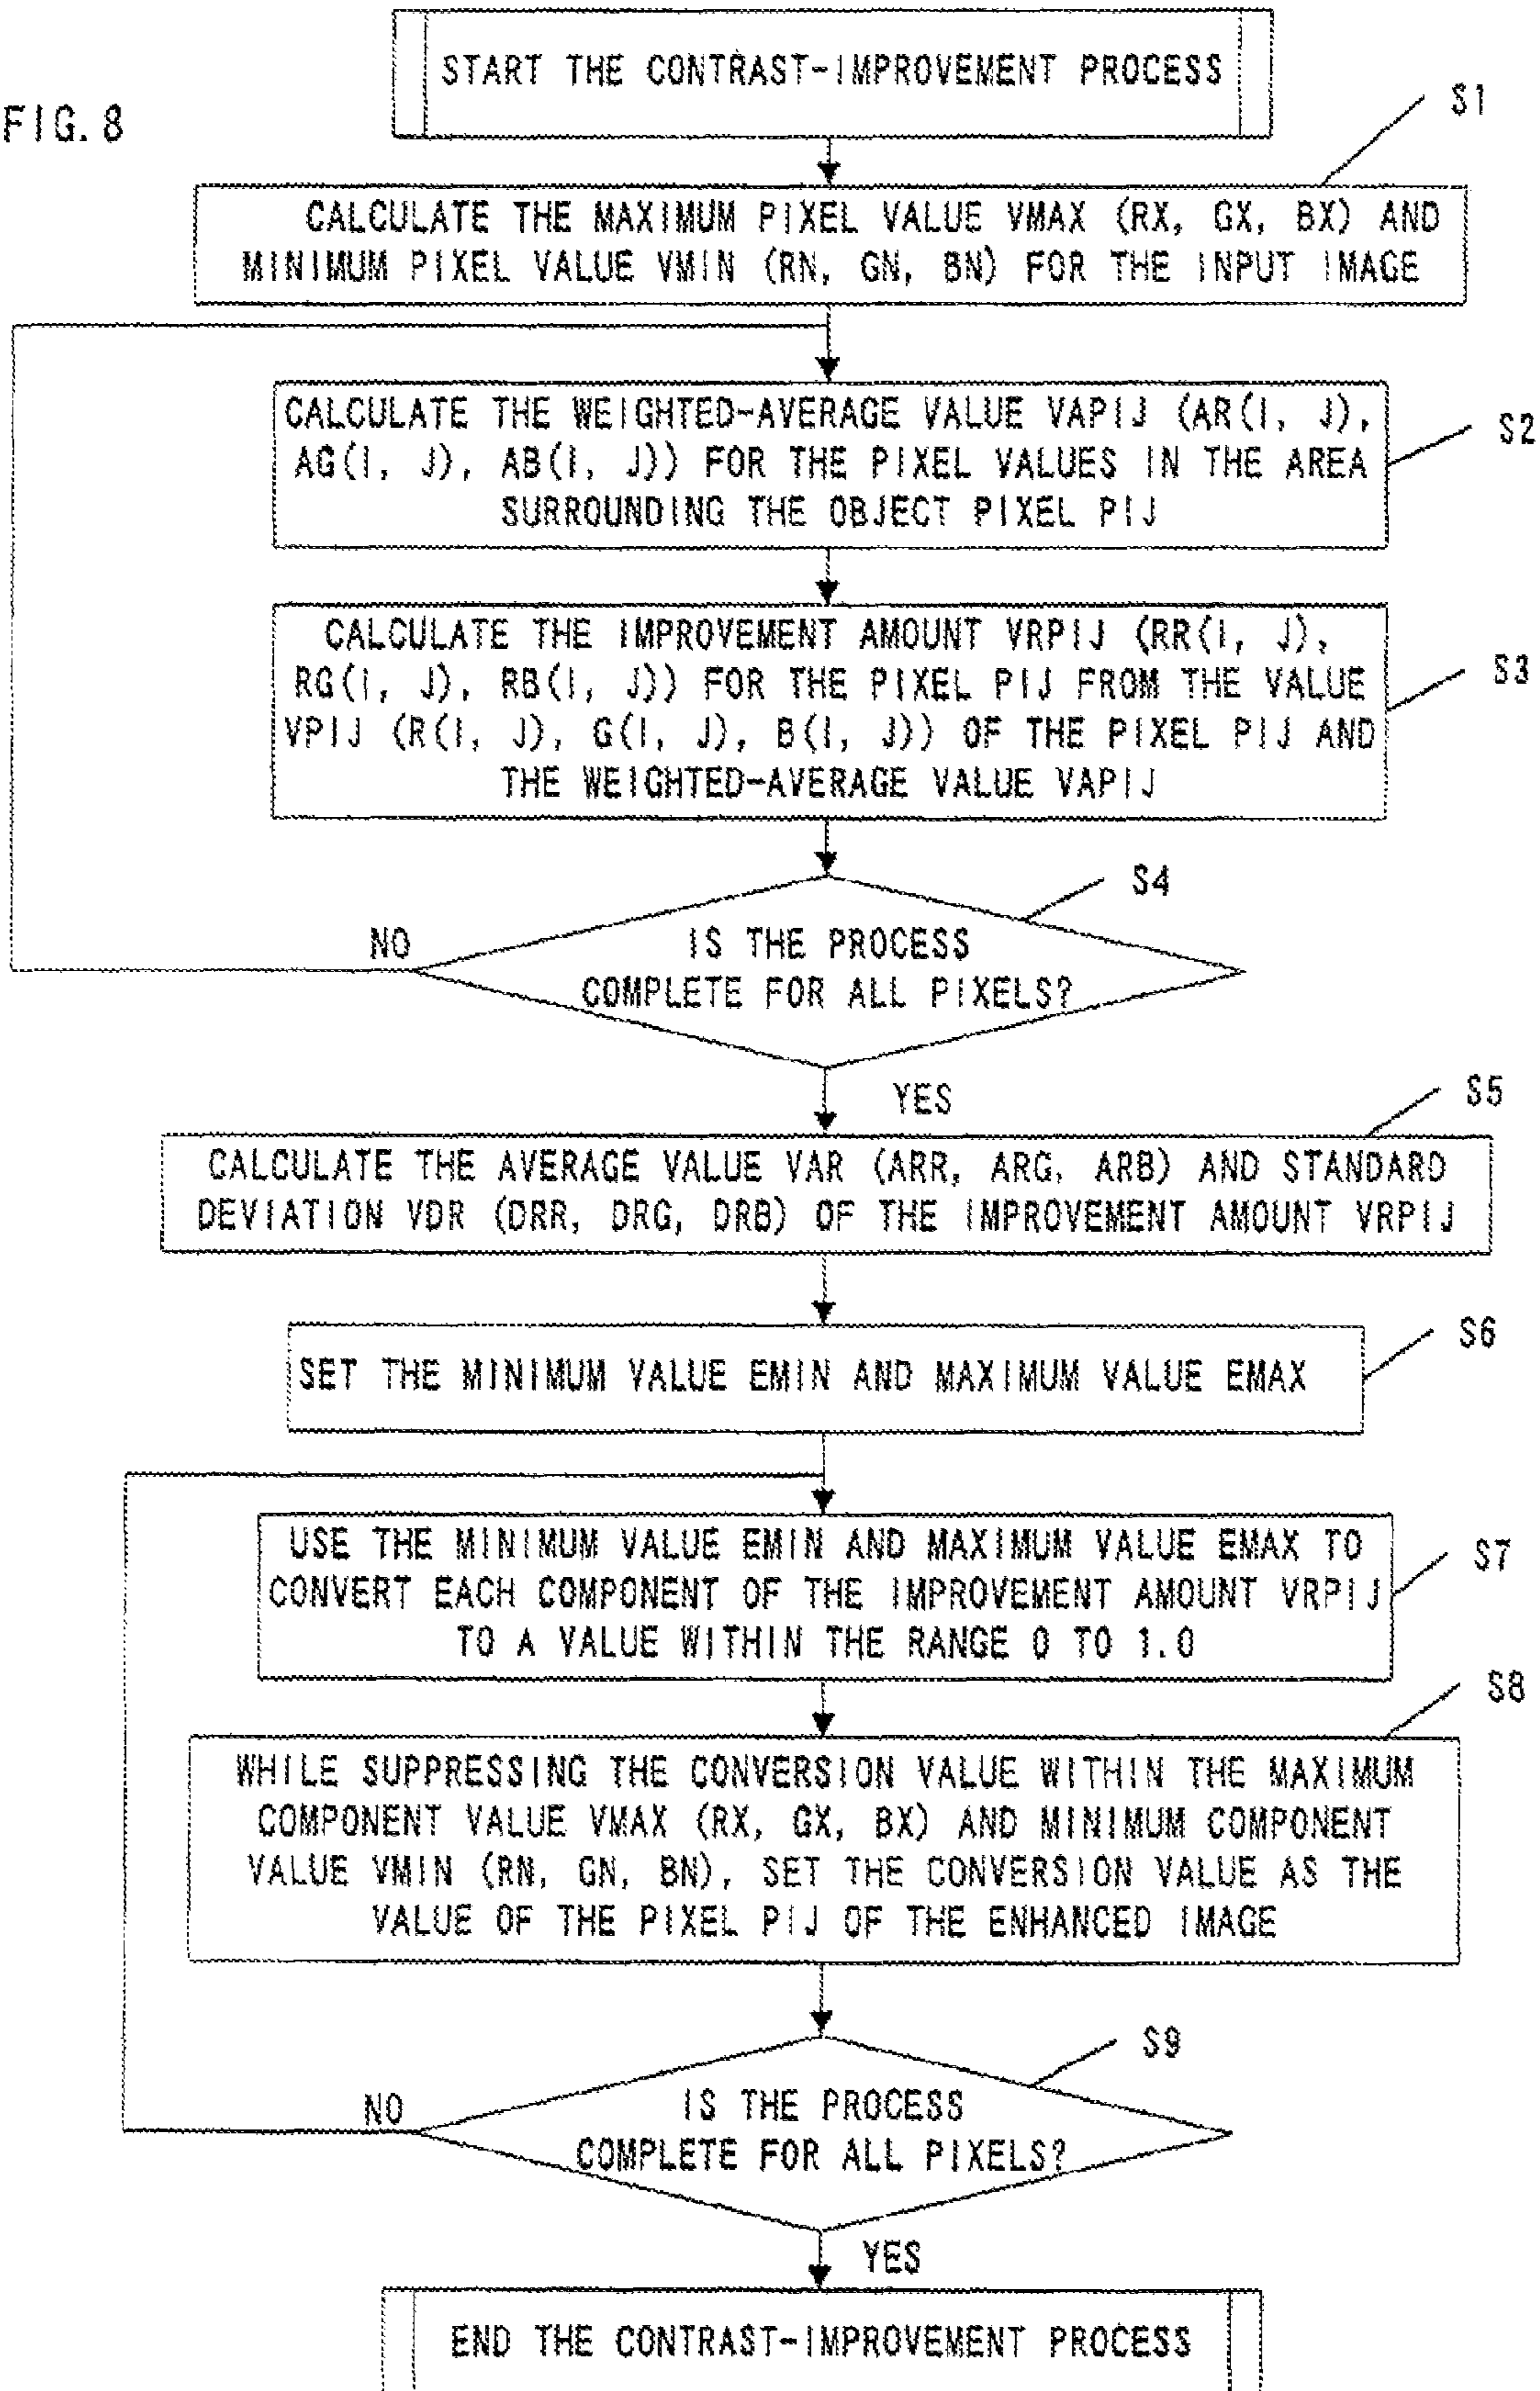 START THE CONTRAST-IMPROVEMENT PROCESS
FIG. 8
S1
CALCULATE THE MAXIMUM PIXEL VALUE VMAX (RX, GX, BX) AND
MINIMUM PIXEL VALUE VMIN (RN, GN, BN) FOR THE INPUT IMAGE
CALCULATE THE WEIGHTED-AVERAGE VALUE VAPIJ (AR(I, J),
AG(I, J), AB(I, J)) FOR THE PIXEL VALUES IN THE AREA
SURROUNDING THE OBJECT PIXEL PIJ
S2
CALCULATE THE IMPROVEMENT AMOUNT VRPIJ (RR(I, J),
RG(I, J), RB(I, J)) FOR THE PIXEL PIJ FROM THE VALUE
VPIJ (R(I, J), G(I, J), B(I, J)) OF THE PIXEL PIJ AND
THE WEIGHTED-AVERAGE VALUE VAPIJ
S3
S4
NO
IS THE PROCESS
COMPLETE FOR ALL PIXELS?
YES
S5
CALCULATE THE AVERAGE VALUE VAR (ARR, ARG, ARB) AND STANDARD
DEVIATION VDR (DRR, DRG, DRB) OF THE IMPROVEMENT AMOUNT VRPIJ
S6
SET THE MINIMUM VALUE EMIN AND MAXIMUM VALUE EMAX
USE THE MINIMUM VALUE EMIN AND MAXIMUM VALUE EMAX TO
CONVERT EACH COMPONENT OF THE IMPROVEMENT AMOUNT VRPIJ
TO A VALUE WITHIN THE RANGE 0 TO 1.0
S7
S8
WHILE SUPPRESSING THE CONVERSION VALUE WITHIN THE MAXIMUM
COMPONENT VALUE VMAX (RX, GX, BX) AND MINIMUM COMPONENT
VALUE VMIN (RN, GN, BN), SET THE CONVERSION VALUE AS THE
VALUE OF THE PIXEL PIJ OF THE ENHANCED IMAGE
S9
NO
IS THE PROCESS
COMPLETE FOR ALL PIXELS?
YES
END THE CONTRAST-IMPROVEMENT PROCESS